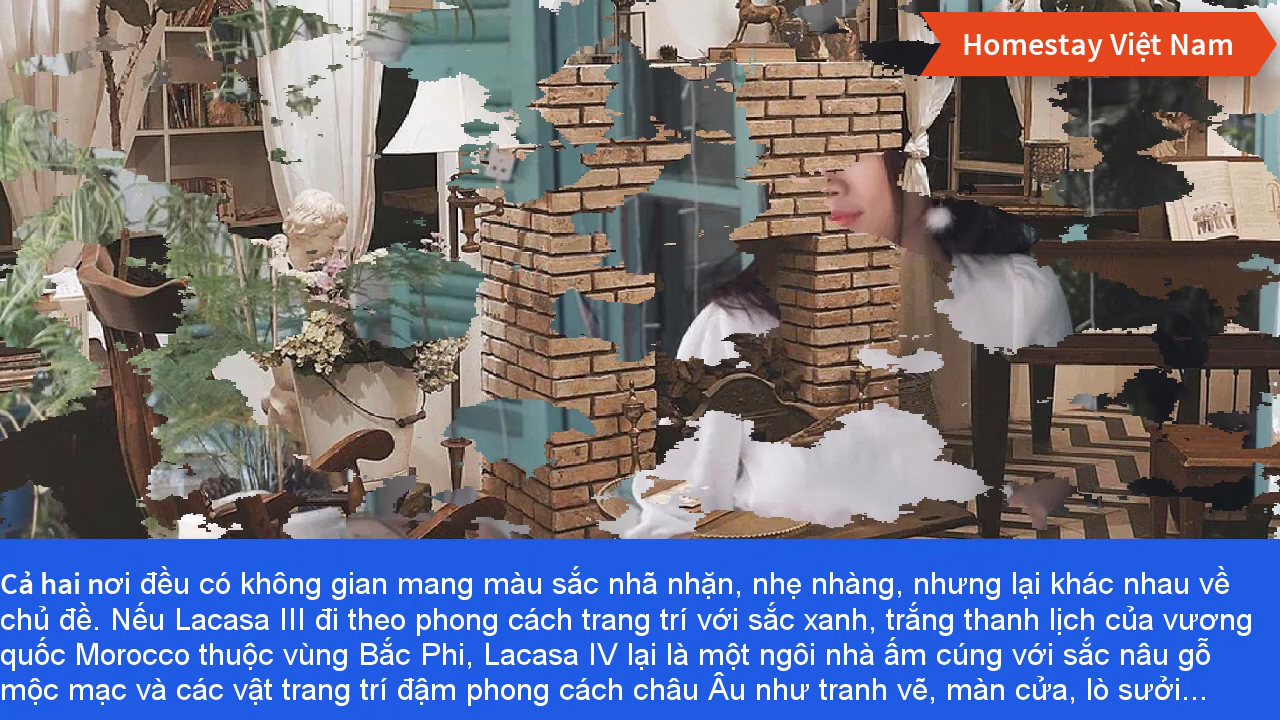 Homestay Việt Nam
Cả hai nơi đều có không gian mang màu sắc nhã nhặn, nhẹ nhàng, nhưng lại khác nhau về
chủ đề. Nếu Lacasa III đi theo phong cách trang trí với sắc xanh, trắng thanh lịch của vương
quốc Morocco thuộc vùng Bắc Phi, Lacasa IV lại là một ngôi nhà ấm cúng với sắc nâu gỗ
mộc mạc và các vật trang trí đậm phong cách châu Âu như tranh vẽ, màn cửa, lò sưởi...